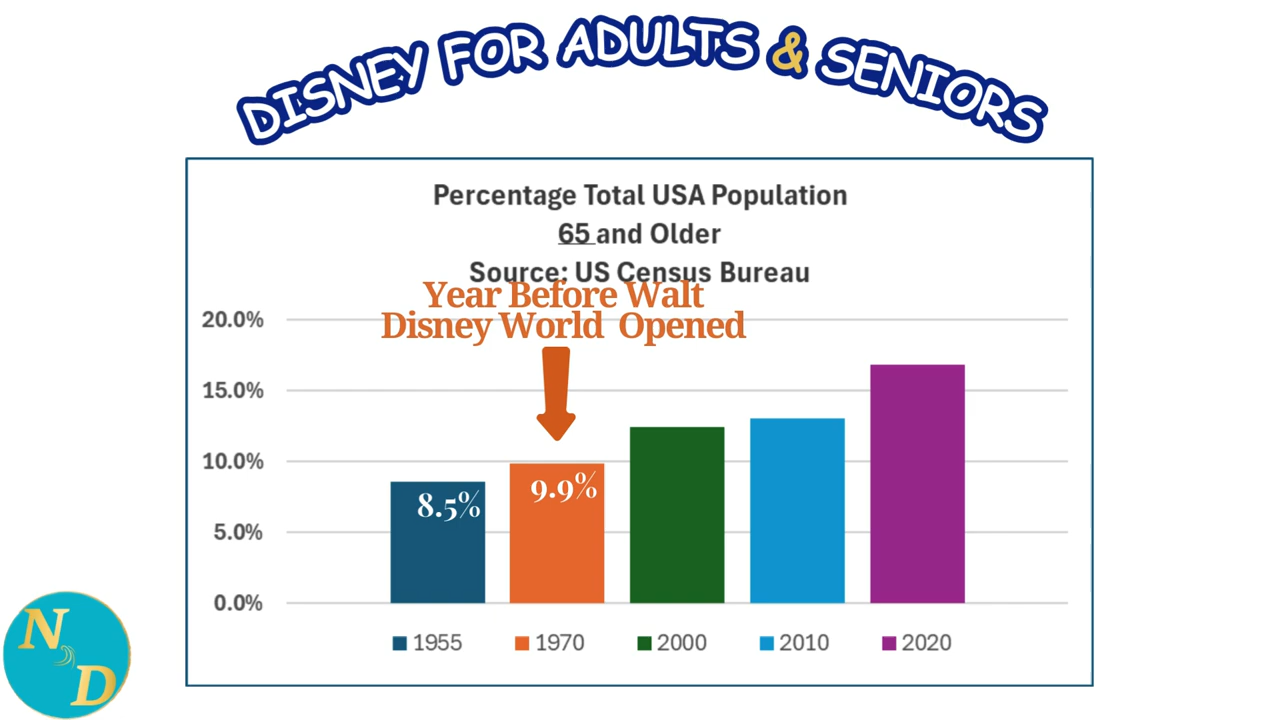 DISNEY FOR ADULTS & SENIORS
Percentage Total USA Population
65 and Older
Source: US Census Bureau
Year Before Walt
Disney World Opened
20.0%
15.0%
10.0%
5.0%
0.0%
8.5%
9.9%
1955
1970
2000
2010
2020
N
D